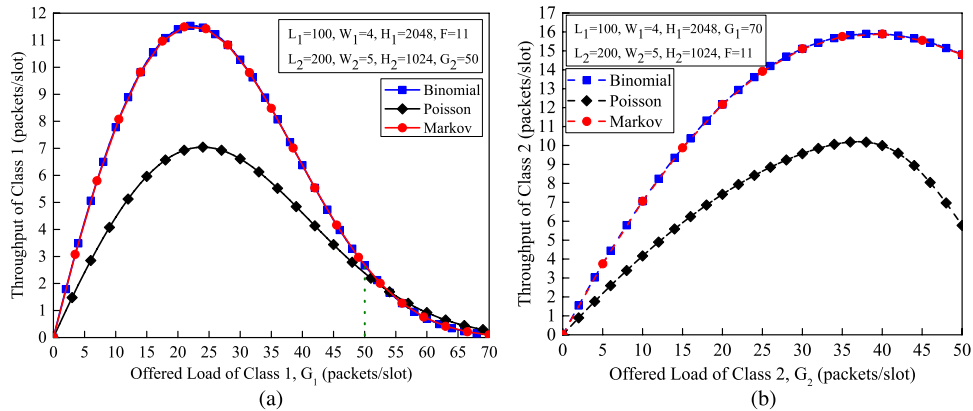 L1=100, W1=4, H1=2048, F=11
L2=200, W2=5, H2=1024, G2=50
Binomial
Poisson
Markov
Throughput of Class 1 (packets/slot)
12
11
10
9
8
7
6
5
4
3
2
1
0
0 5 10 15 20 25 30 35 40 45 50 55 60 65 70
Offered Load of Class 1, G1 (packets/slot)
(a)
L1=100, W1=4, H1=2048, G1=70
L2=200, W2=5, H2=1024, F=11
Binomial
Poisson
Markov
Throughput of Class 2 (packets/slot)
17
16
15
14
13
12
11
10
9
8
7
6
5
4
3
2
1
0
0 5 10 15 20 25 30 35 40 45 50
Offered Load of Class 2, G2 (packets/slot)
(b)